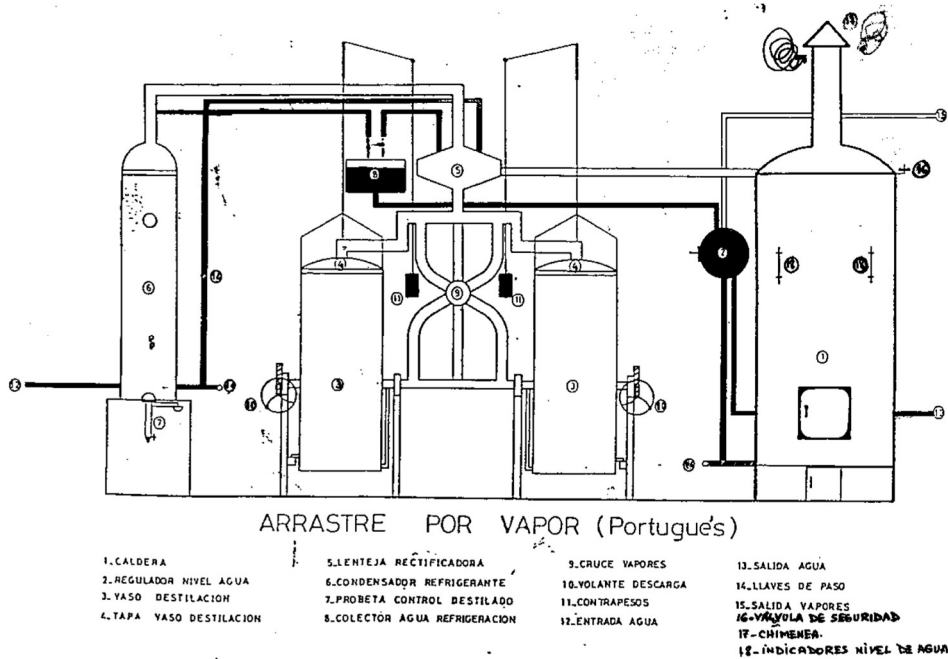 ARRASTRE POR VAPOR (Portugués)
1_CALDERA
2_REGULADOR NIVEL AGUA
3_VASO DESTILACION
4_TAPA VASO DESTILACION
5_LENTEJA RECTIFICADORA
6_CONDENSADOR REFRIGERANTE
7_PROBETA CONTROL DESTILADO
8_COLECTOR AGUA REFRIGERACION
9_CRUCE VAPORES
10_VOLANTE DESCARGA
11_CONTRAPESOS
12_ENTRADA AGUA
13_SALIDA AGUA
14_LLAVES DE PASO
15_SALIDA VAPORES
16-VALVULA DE SEGURIDAD
17-CHIMENEA.
18-INDICADORES NIVEL DE AGUA